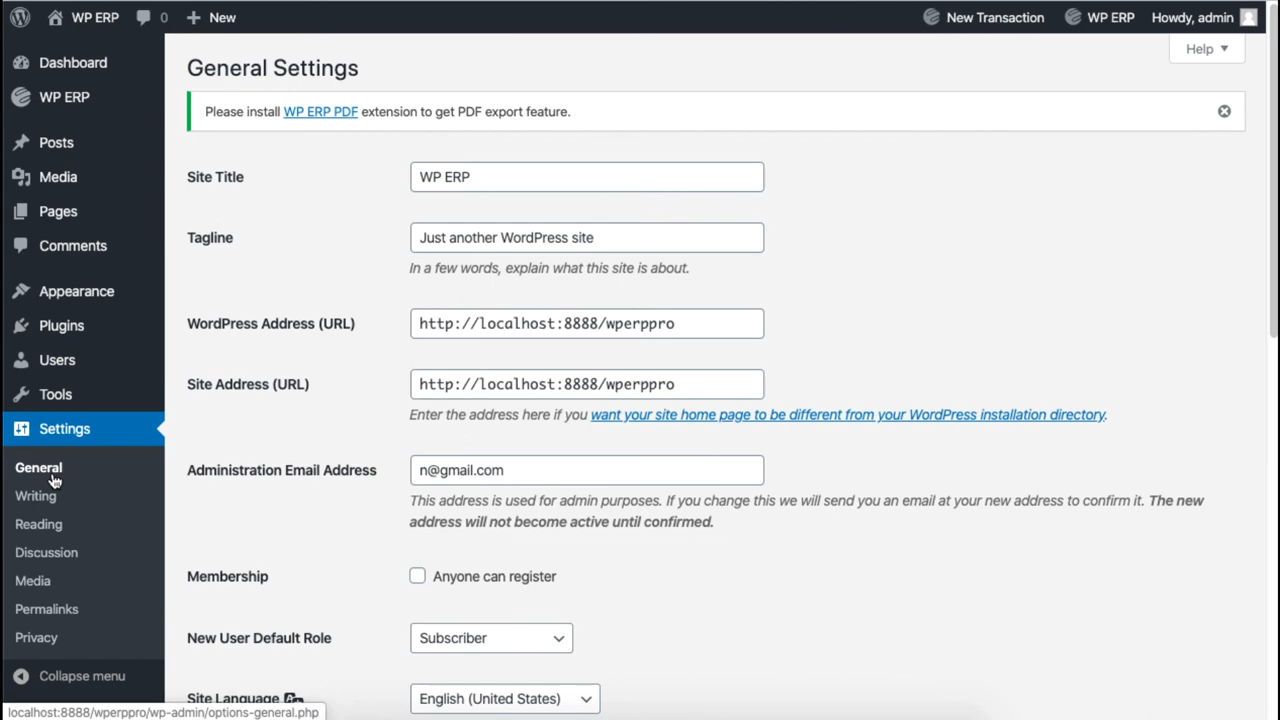 WP ERP 0 New New Transaction WP ERP Howdy, admin
Help
Dashboard
WP ERP
Posts
Media
Pages
Comments
Appearance
Plugins
Users
Tools
Settings
General
Writing
Reading
Discussion
Media
Permalinks
Privacy
Collapse menu
General Settings
Please install WP ERP PDF extension to get PDF export feature.
Site Title WP ERP
Tagline Just another WordPress site
In a few words, explain what this site is about.
WordPress Address (URL) http://localhost:8888/wperppro
Site Address (URL) http://localhost:8888/wperppro
Enter the address here if you want your site home page to be different from your WordPress installation directory.
Administration Email Address n@gmail.com
This address is used for admin purposes. If you change this we will send you an email at your new address to confirm it. The new
address will not become active until confirmed.
Membership Anyone can register
New User Default Role Subscriber
Site Language English (United States)
localhost:8888/wperppro/wp-admin/options-general.php